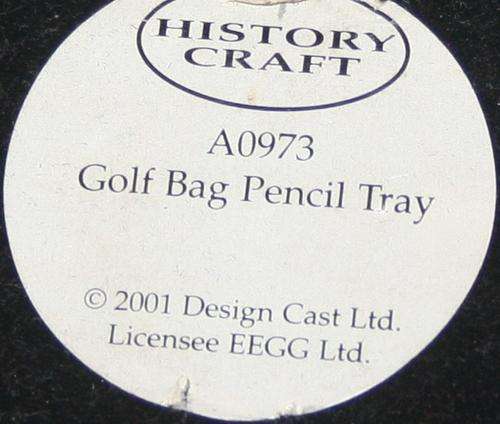 HISTORY
CRAFT
A0973
Golf Bag Pencil Tray
© 2001 Design Cast Ltd.
Licensee EEGG Ltd.